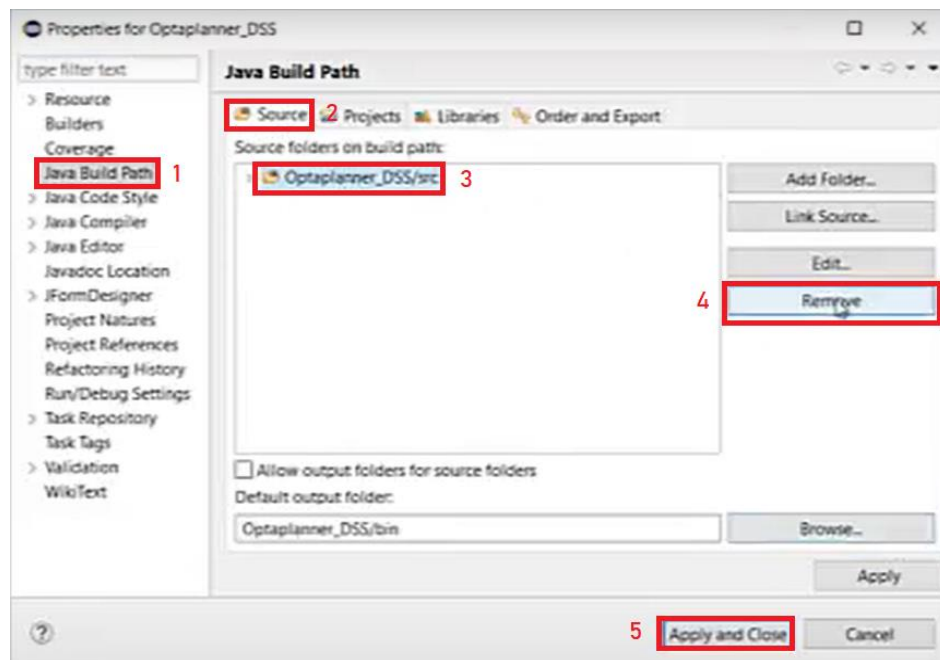 Properties for Optaplanner_DSS
type filter text
Resource
Builders
Coverage
Java Build Path 1
Java Code Style
Java Compiler
Java Editor
Javadoc Location
JFormDesigner
Project Natures
Project References
Refactoring History
Run/Debug Settings
Task Repository
Task Tags
Validation
WikiText
Java Build Path
Source 2 Projects Libraries Order and Export
Source folders on build path:
Optaplanner_DSS/src 3
Add Folder...
Link Source...
Edit...
4 Remove
Allow output folders for source folders
Default output folder:
Optaplanner_DSS/bin Browse...
Apply
? 5 Apply and Close Cancel